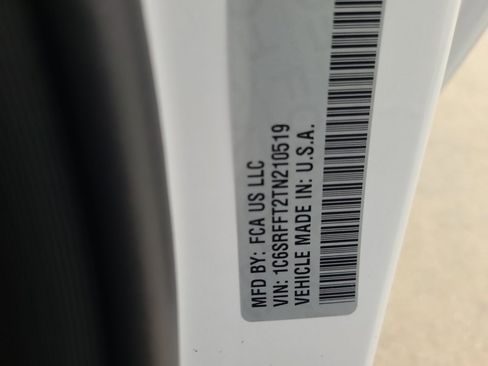 MFD BY: FCA US LLC
VIN: 1C6SRFFT2TN210519
VEHICLE MADE IN: U.S.A.